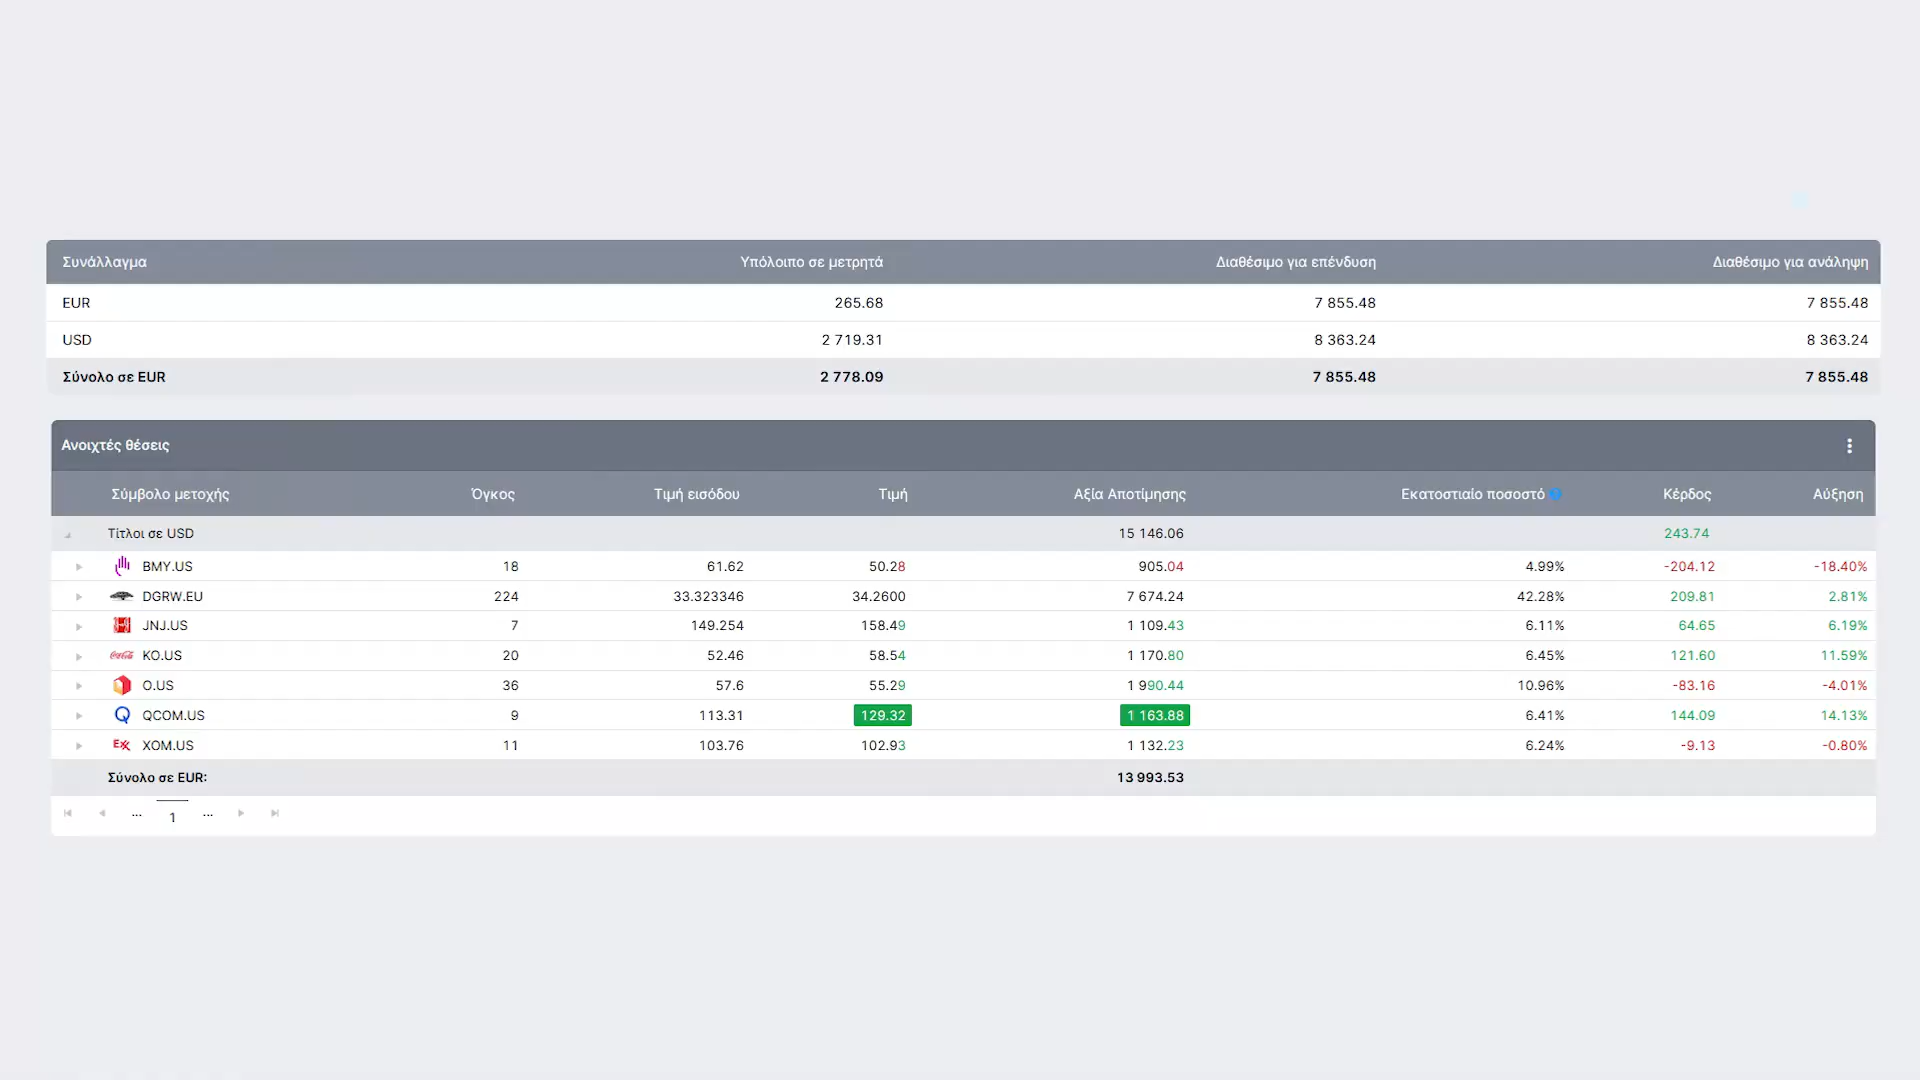 Συνάλλαγμα Υπόλοιπο σε μετρητά Διαθέσιμο για επένδυση Διαθέσιμο για ανάληψη
EUR 265.68 7 855.48 7 855.48
USD 2 719.31 8 363.24 8 363.24
Σύνολο σε EUR 2 778.09 7 855.48 7 855.48
Ανοιχτές θέσεις
Σύμβολο μετοχής Όγκος Τιμή εισόδου Τιμή Αξία Αποτίμησης Εκατοστιαίο ποσοστό Κέρδος Αύξηση
Τίτλοι σε USD 15 146.06 243.74
BMY.US 18 61.62 50.28 905.04 4.99% -204.12 -18.40%
DGRW.EU 224 33.323346 34.2600 7 674.24 42.28% 209.81 2.81%
JNJ.US 7 149.254 158.49 1 109.43 6.11% 64.65 6.19%
KO.US 20 52.46 58.54 1 170.80 6.45% 121.60 11.59%
O.US 36 57.6 55.29 1 990.44 10.96% -83.16 -4.01%
QCOM.US 9 113.31 129.32 1 163.88 6.41% 144.09 14.13%
XOM.US 11 103.76 102.93 1 132.23 6.24% -9.13 -0.80%
Σύνολο σε EUR: 13 993.53
... 1 ...